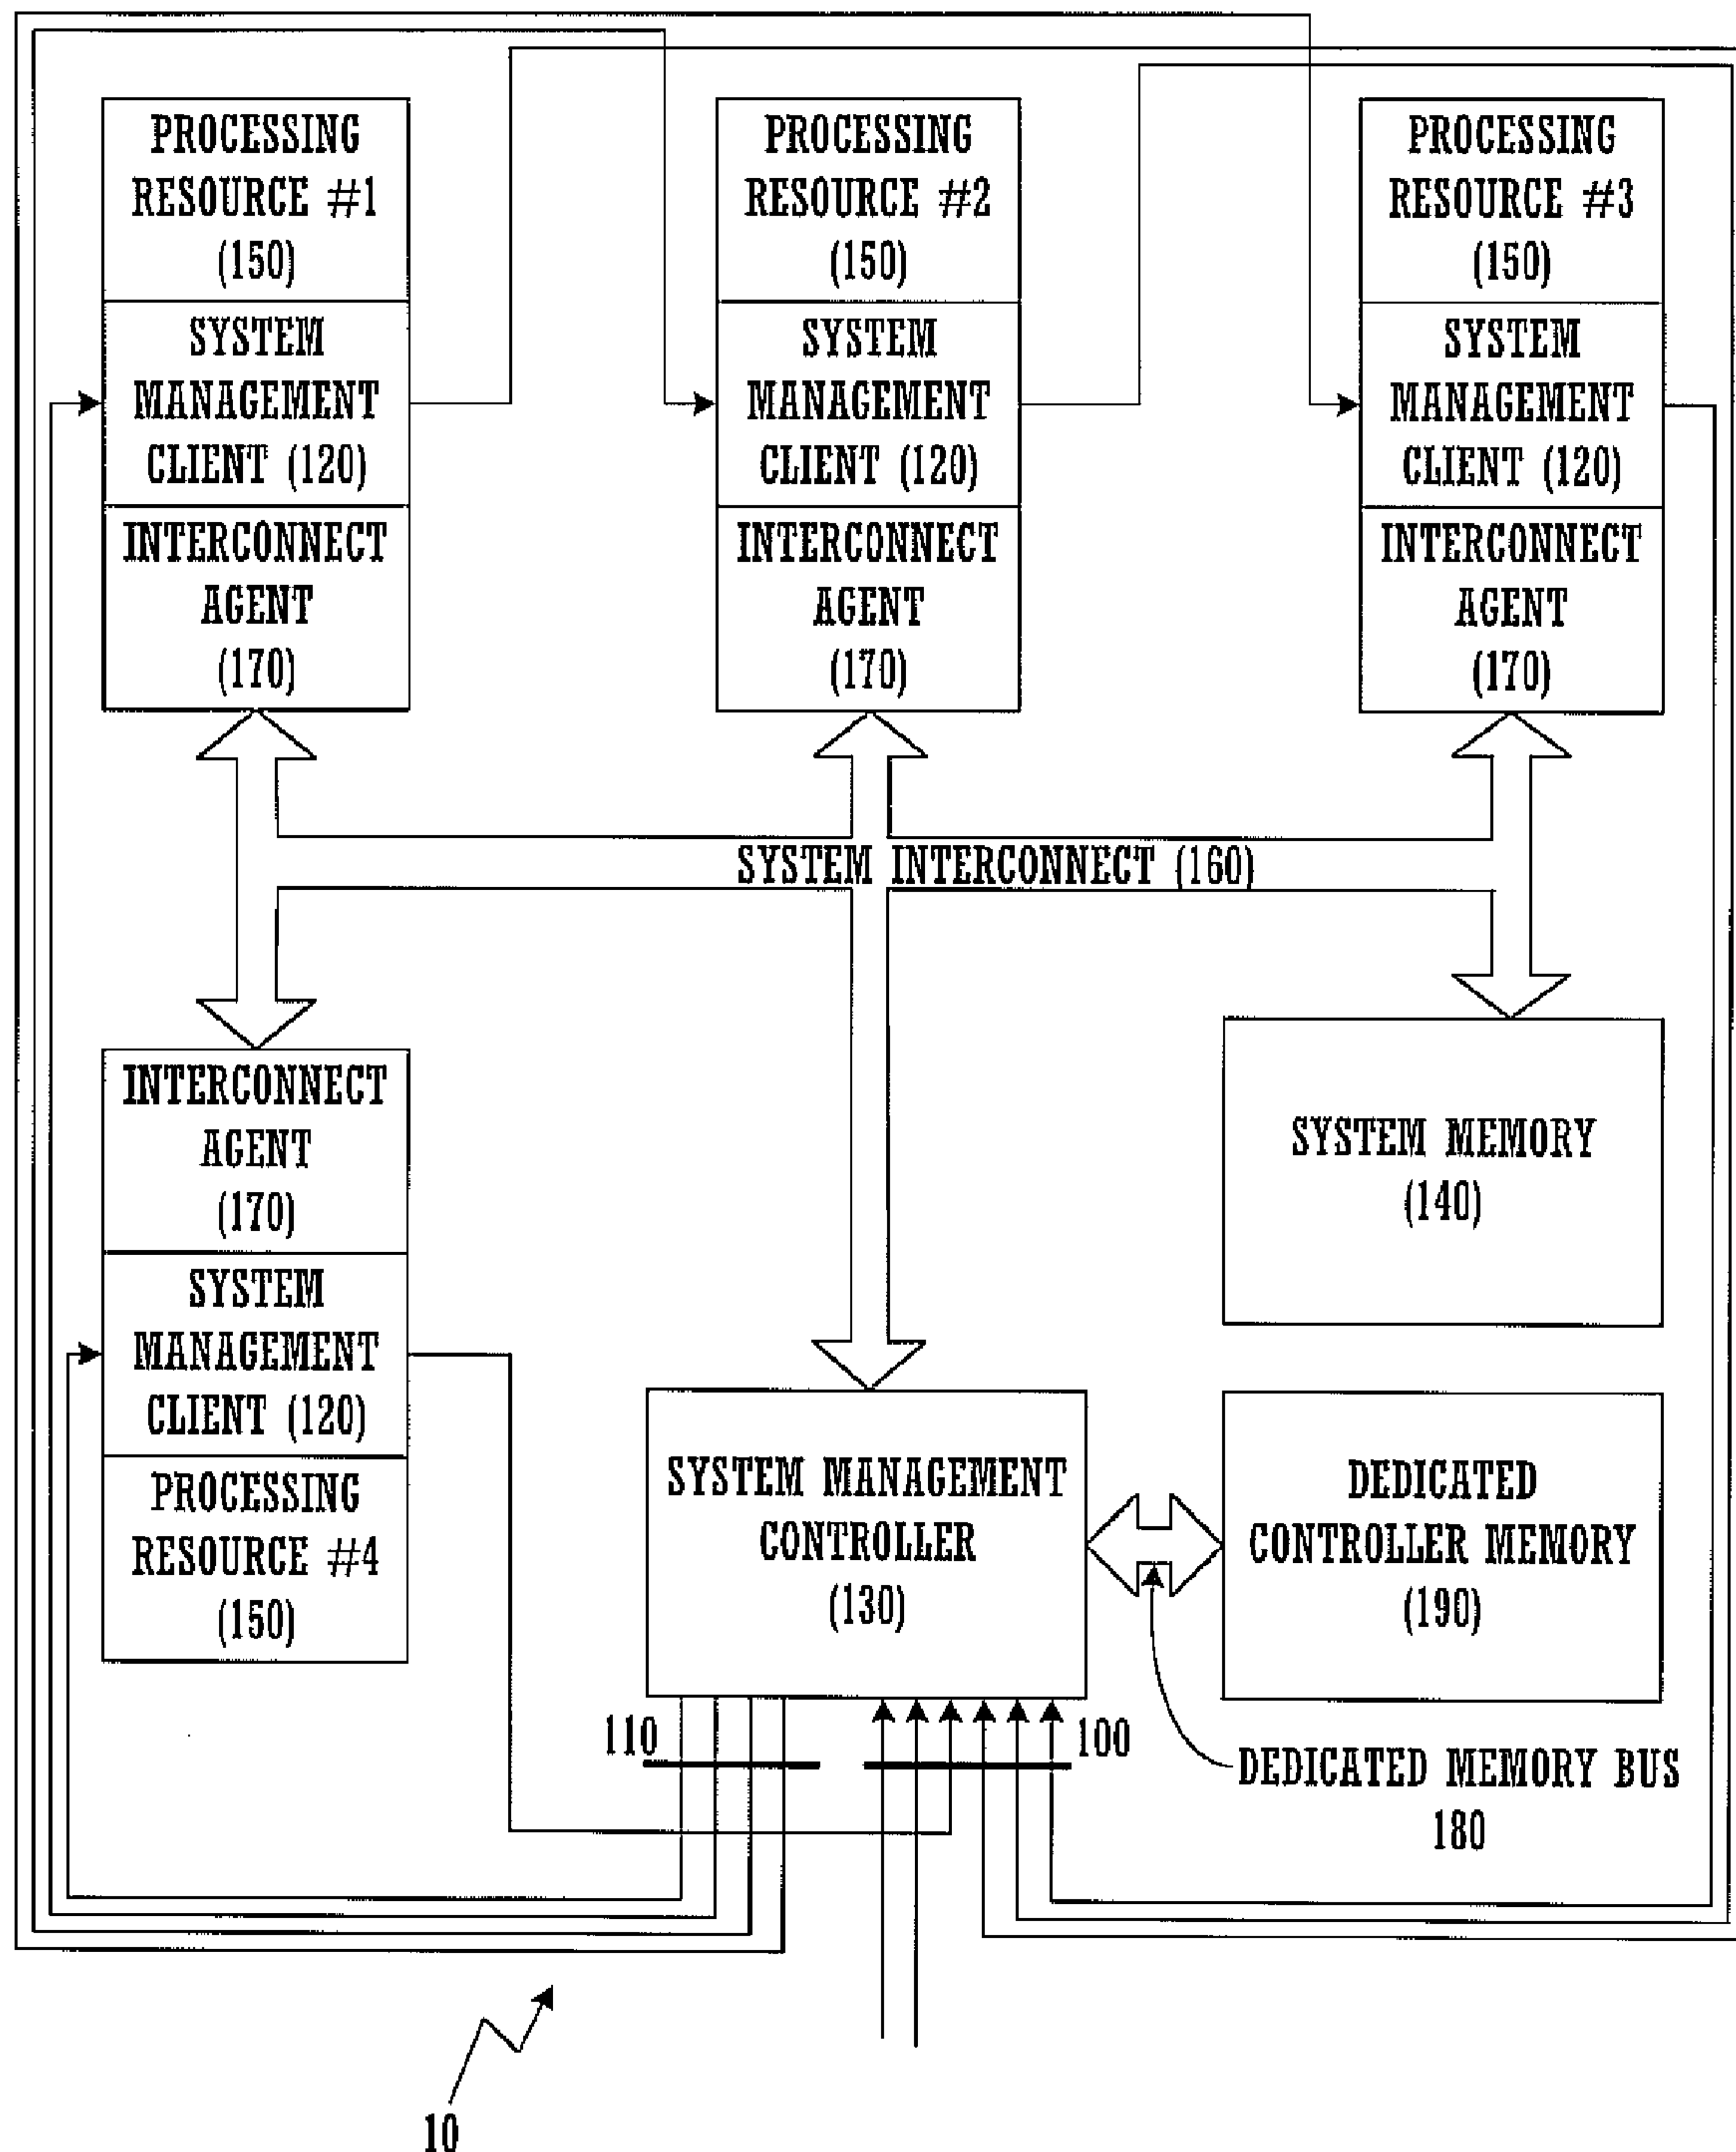 PROCESSING
RESOURCE #1
(150)
SYSTEM
MANAGEMENT
CLIENT (120)
INTERCONNECT
AGENT
(170)
PROCESSING
RESOURCE #2
(150)
SYSTEM
MANAGEMENT
CLIENT (120)
INTERCONNECT
AGENT
(170)
PROCESSING
RESOURCE #3
(150)
SYSTEM
MANAGEMENT
CLIENT (120)
INTERCONNECT
AGENT
(170)
SYSTEM INTERCONNECT (160)
INTERCONNECT
AGENT
(170)
SYSTEM
MANAGEMENT
CLIENT (120)
PROCESSING
RESOURCE #4
(150)
SYSTEM MEMORY
(140)
SYSTEM MANAGEMENT
CONTROLLER
(130)
DEDICATED
CONTROLLER MEMORY
(190)
110
100
DEDICATED MEMORY BUS
180
10